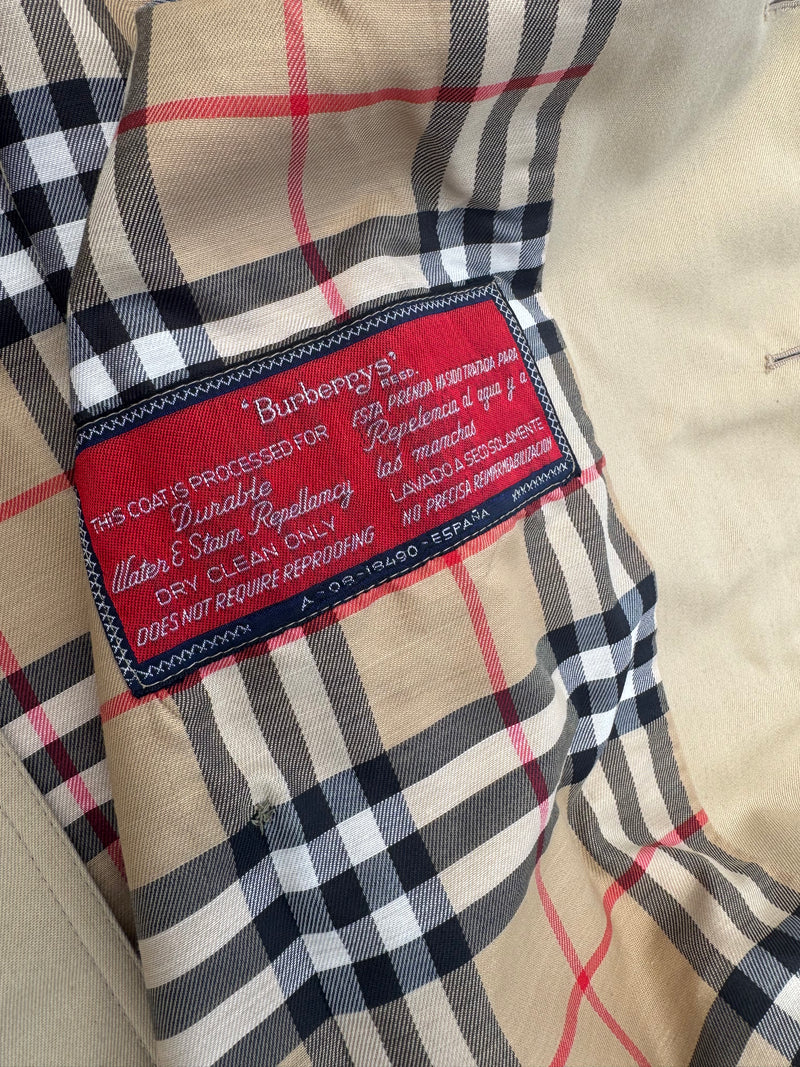 'Burberrys'
REGD.
THIS COAT IS PROCESSED FOR
Durable
Water & Stain Repellancy
DRY CLEAN ONLY
DOES NOT REQUIRE REPROOFING
ESTA PRENDA HA SIDO TRATADA PARA
Repelencia al agua y a
las manchas
LAVADO A SECO SOLAMENTE
NO PRECISA REIMPERMEABILIZACION
A-08-18490-ESPAÑA